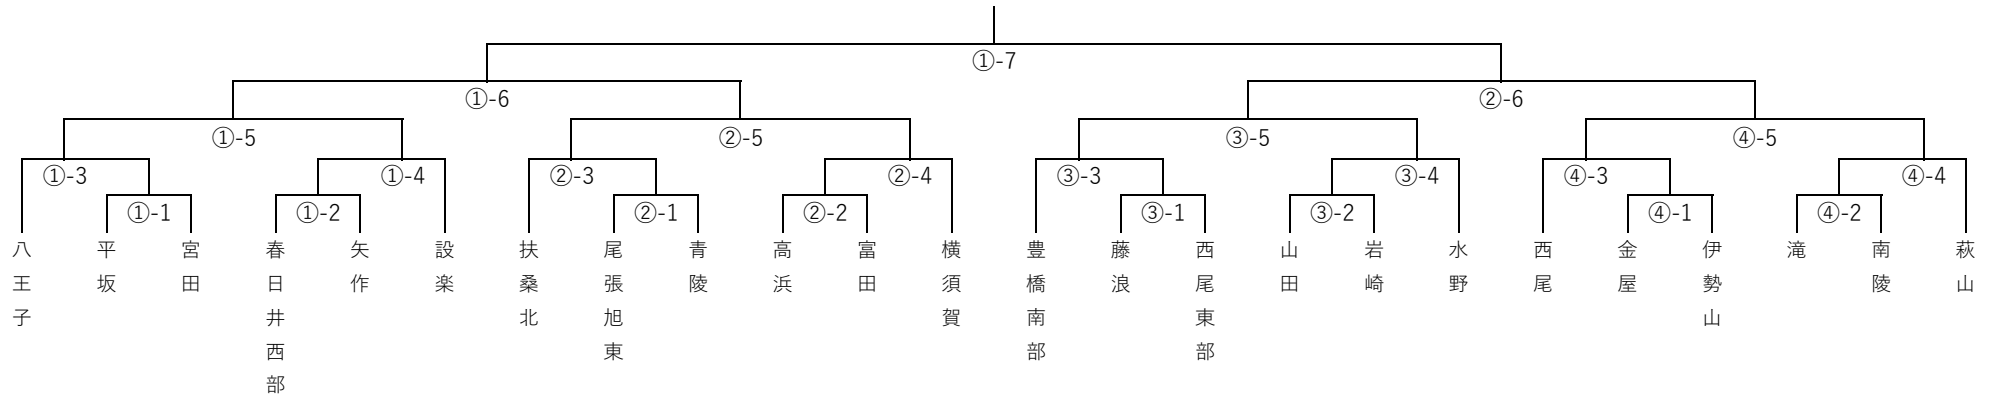 ①-7
①-6
②-6
①-5
②-5
③-5
④-5
①-3
①-4
②-3
②-4
③-3
③-4
④-3
④-4
①-1
①-2
②-1
②-2
③-1
③-2
④-1
④-2
八王子
平坂
宮田
春日井西部
矢作
設楽
扶桑北
尾張旭東
青陵
高浜
富田
横須賀
豊橋南部
藤浪
西尾東部
山田
岩崎
水野
西尾
金屋
伊勢山
滝
南陵
萩山